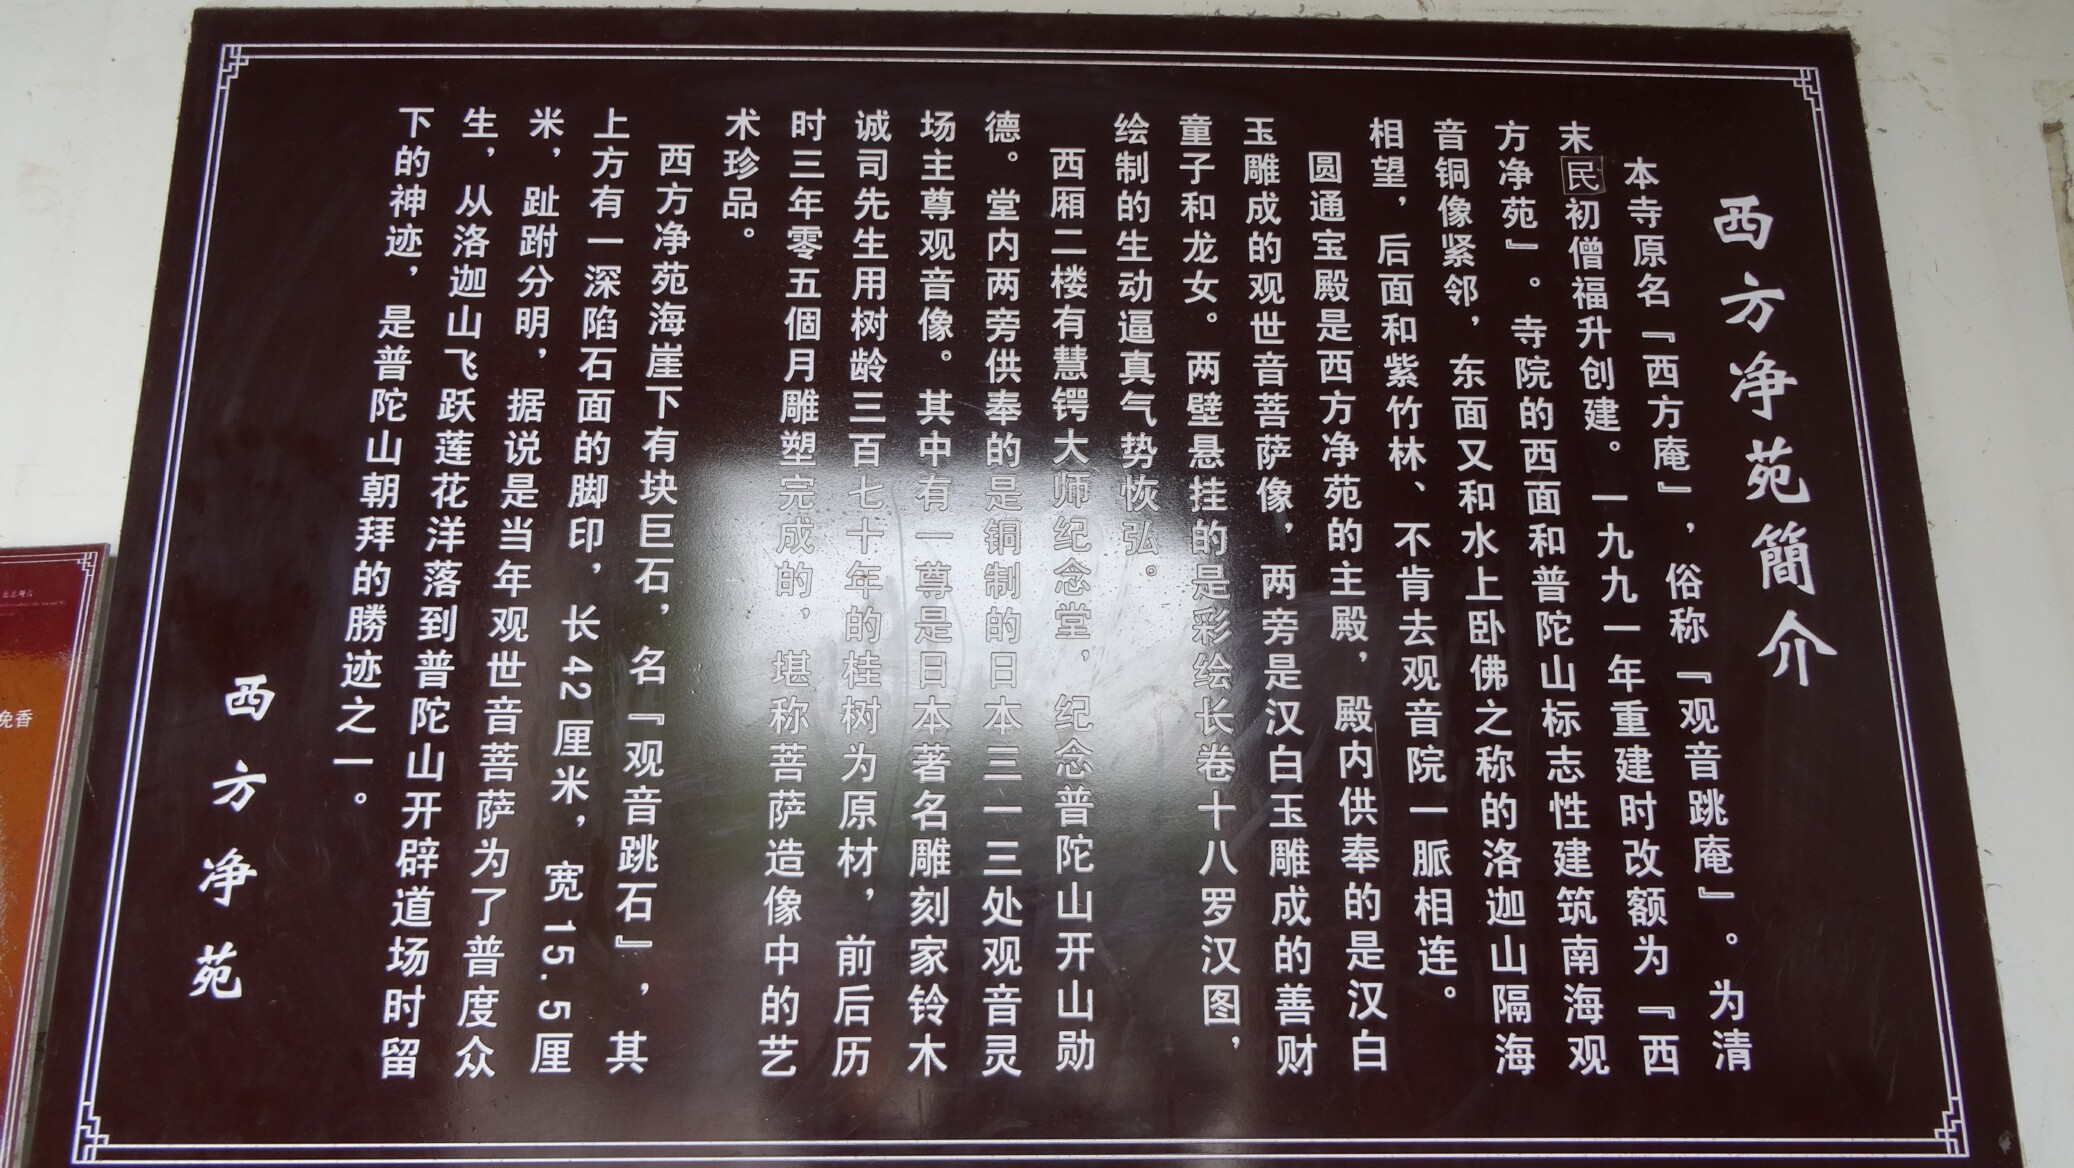 西方净苑簡介
本寺原名『西方庵』，俗称『观音跳庵』。为清
末民初僧福升创建。一九九一年重建时改额为『西
方净苑』。寺院的西面和普陀山标志性建筑南海观
音铜像紧邻，东面又和水上卧佛之称的洛迦山隔海
相望，后面和紫竹林、不肯去观音院一脈相连。
圆通宝殿是西方净苑的主殿，殿内供奉的是汉白
玉雕成的观世音菩萨像，两旁是汉白玉雕成的善财
童子和龙女。两壁悬挂的是彩绘长卷十八罗汉图，
绘制的生动逼真气势恢弘。
西厢二楼有慧锷大师纪念堂，纪念普陀山开山勋
德。堂内两旁供奉的是铜制的日本三一三处观音灵
场主尊观音像。其中有一尊是日本著名雕刻家铃木
诚司先生用树龄三百七十年的桂树为原材，前后历
时三年零五個月雕塑完成的，堪称菩萨造像中的艺
术珍品。
西方净苑海崖下有块巨石，名『观音跳石』，其
上方有一深陷石面的脚印，长42厘米，宽15.5厘
米，趾跗分明，据说是当年观世音菩萨为了普度众
生，从洛迦山飞跃莲花洋落到普陀山开辟道场时留
下的神迹，是普陀山朝拜的勝迹之一。
西方净苑
免香